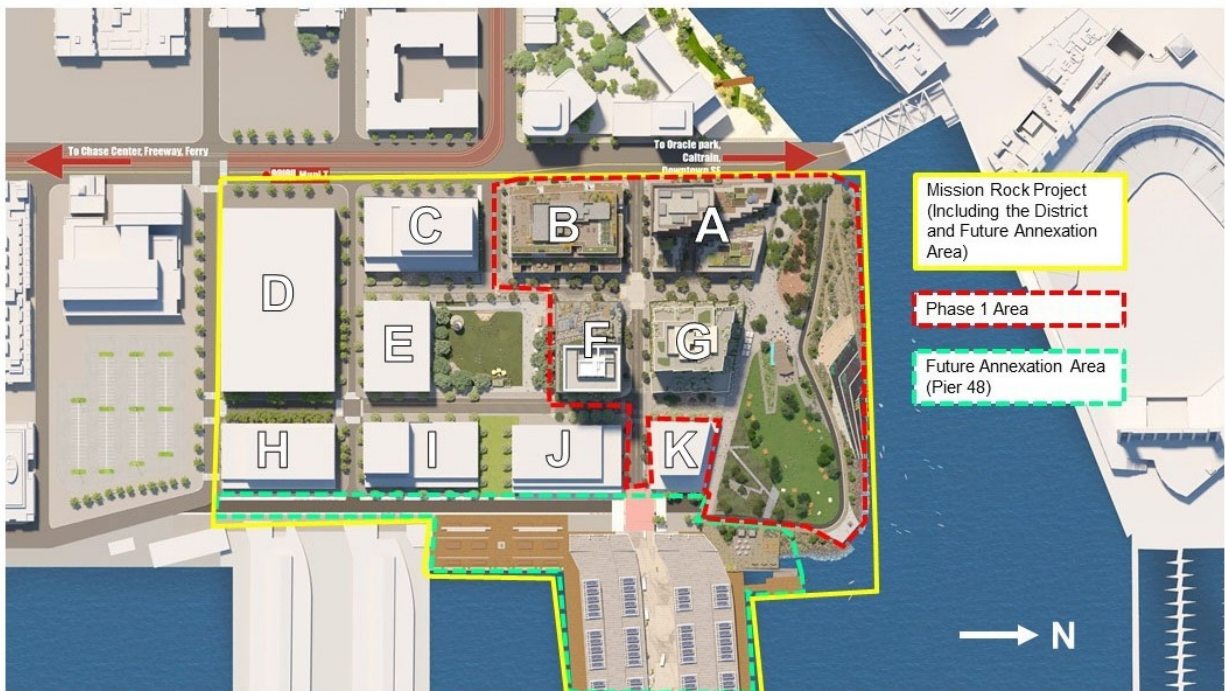 To Chase Center, Freeway, Ferry
To Oracle park,
Caltrain,
Downtown SF
Muni T
B
A
C
D
E
F
G
H
I
J
K
Mission Rock Project
(Including the District
and Future Annexation
Area)
Phase 1 Area
Future Annexation Area
(Pier 48)
N